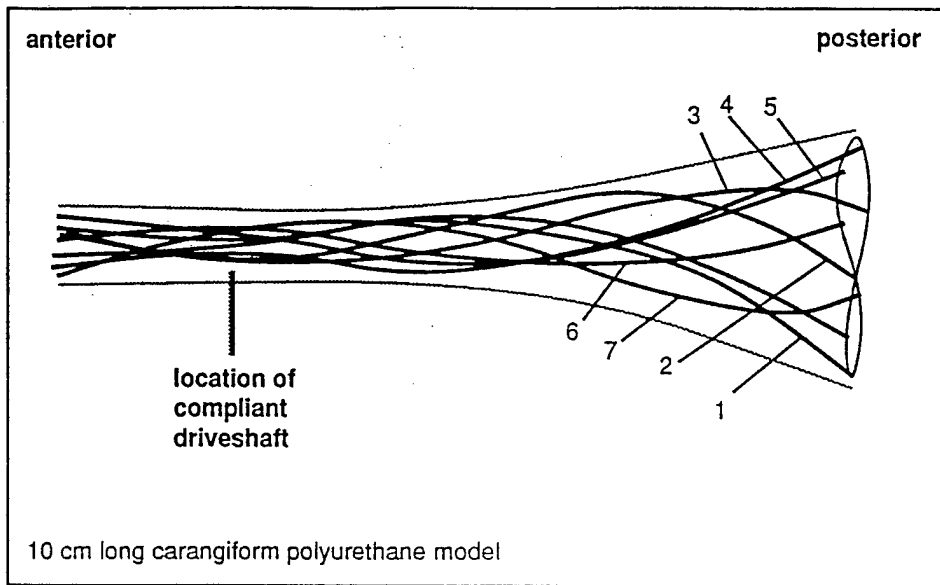 anterior
posterior
3
4
5
6
7
2
1
location of
compliant
driveshaft
10 cm long carangiform polyurethane model